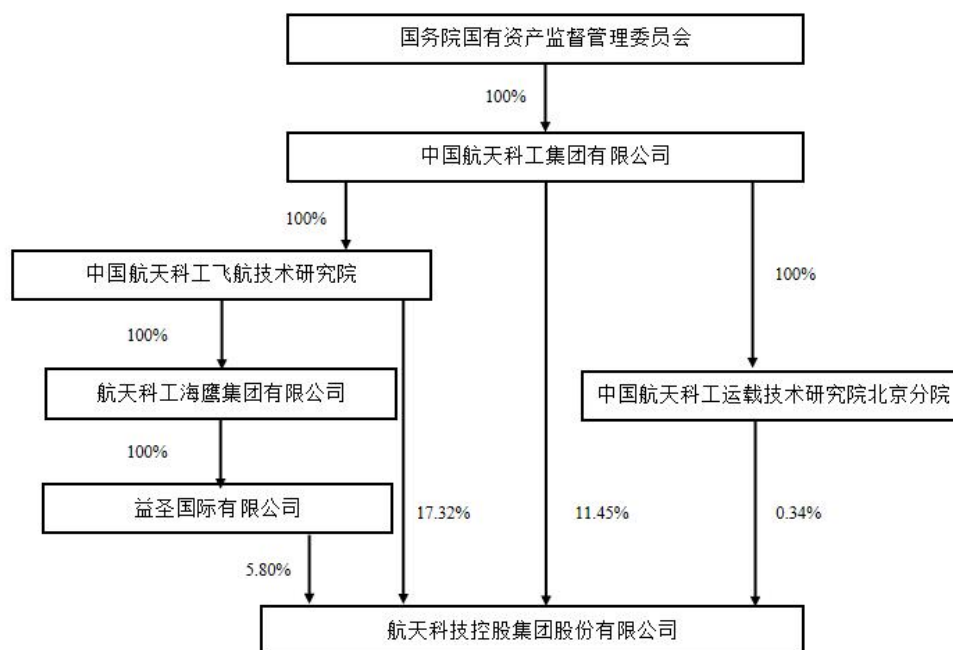 国务院国有资产监督管理委员会
100%
中国航天科工集团有限公司
100%
中国航天科工飞航技术研究院
100%
100%
航天科工海鹰集团有限公司
中国航天科工运载技术研究院北京分院
100%
益圣国际有限公司
17.32%
11.45%
0.34%
5.80%
航天科技控股集团股份有限公司